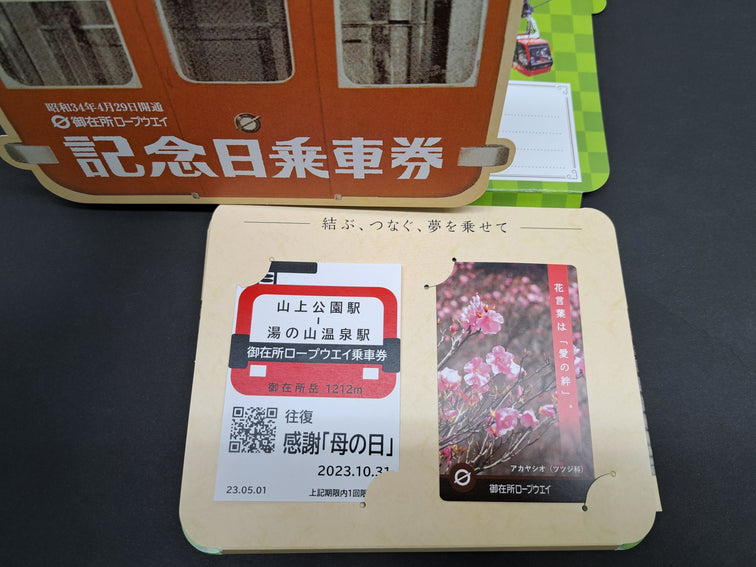 昭和34年4月29日開通
御在所ロープウエイ
記念日乗車券
結ぶ、つなぐ、夢を乗せて
山上公園駅
-
湯の山温泉駅
御在所ロープウエイ乗車券
御在所岳 1212m
往復
感謝「母の日」
2023.10.31
23.05.01
上記期限内1回限
花言葉は「愛の絆」。
アカヤシオ（ツツジ科）
御在所ロープウエイ